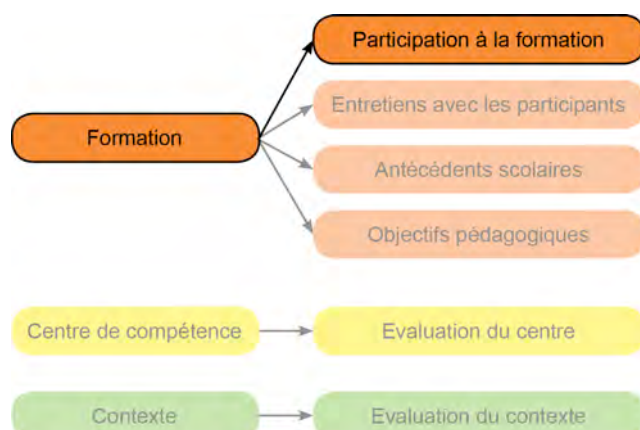 Participation à la formation
Entretiens avec les participants
Formation
Antécédents scolaires
Objectifs pédagogiques
Centre de compétence
Evaluation du centre
Contexte
Evaluation du contexte